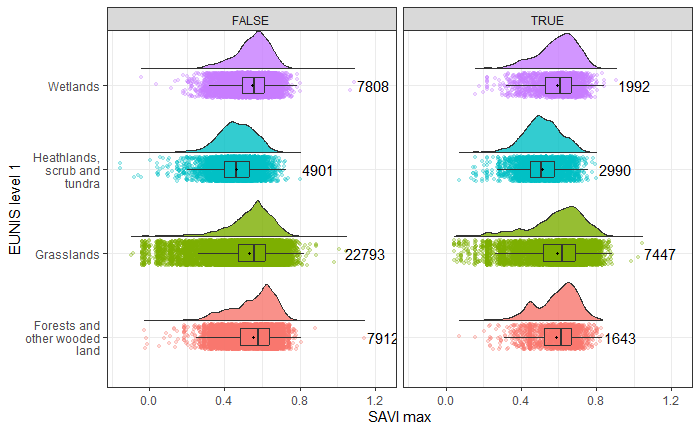 FALSE
TRUE
EUNIS level 1
Wetlands
7808
1992
Heathlands,
scrub and
tundra
4901
2990
Grasslands
22793
7447
Forests and
other wooded
land
7912
1643
0.0 0.4 0.8 1.2
0.0 0.4 0.8 1.2
SAVI max